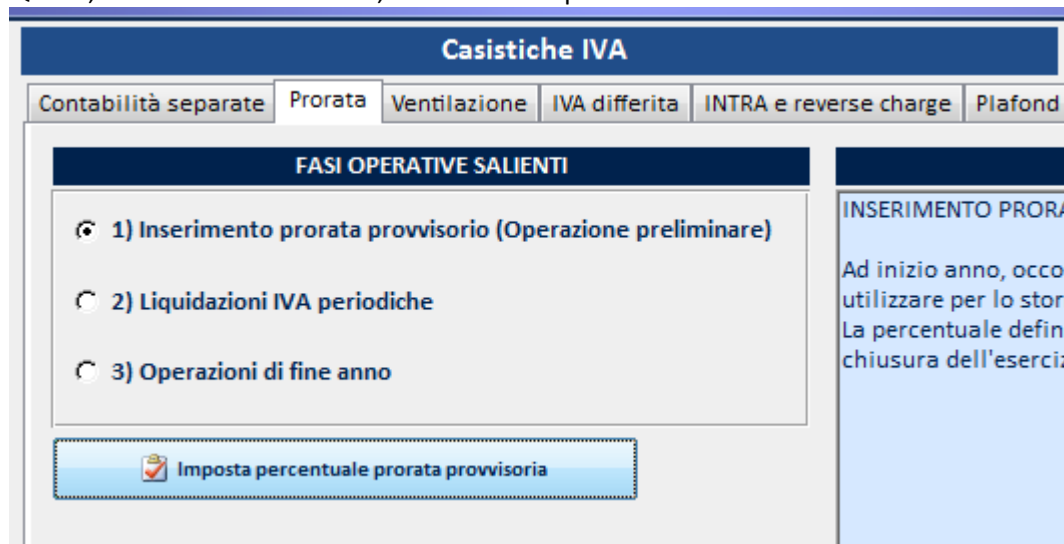 Casistiche IVA
Contabilità separate Prorata Ventilazione IVA differita INTRA e reverse charge Plafond
FASI OPERATIVE SALIENTI
1) Inserimento prorata provvisorio (Operazione preliminare)
2) Liquidazioni IVA periodiche
3) Operazioni di fine anno
Imposta percentuale prorata provvisoria
INSERIMENTO PRORA
Ad inizio anno, occo
utilizzare per lo stor
La percentuale defin
chiusura dell'eserciz